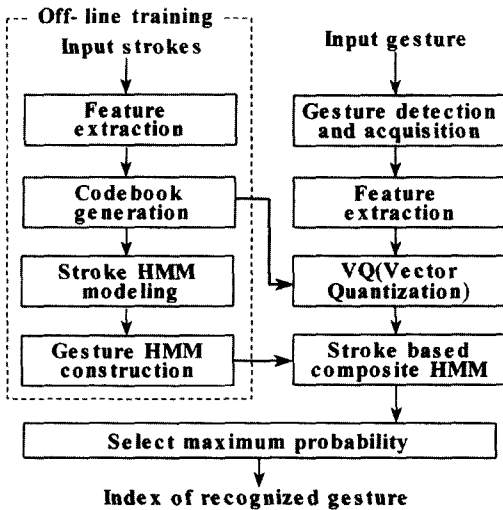 Off- line training
Input strokes
Feature
extraction
Codebook
generation
Stroke HMM
modeling
Gesture HMM
construction
Input gesture
Gesture detection
and acquisition
Feature
extraction
VQ(Vector
Quantization)
Stroke based
composite HMM
Select maximum probability
Index of recognized gesture